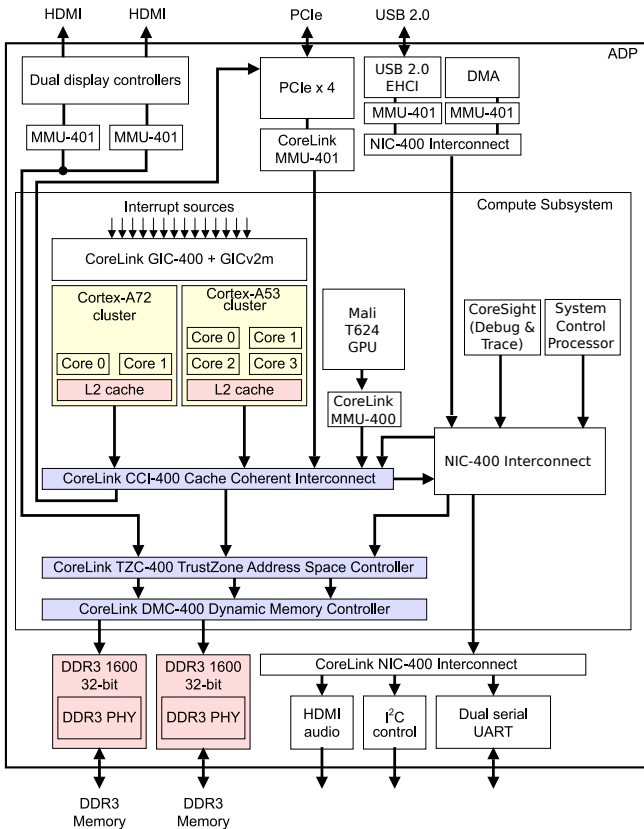 HDMI
HDMI
PCIe
USB 2.0
ADP
Dual display controllers
PCIe x 4
USB 2.0
EHCI
DMA
MMU-401
MMU-401
MMU-401
MMU-401
CoreLink
MMU-401
NIC-400 Interconnect
Compute Subsystem
Interrupt sources
CoreLink GIC-400 + GICv2m
Cortex-A72
cluster
Core 0
Core 1
L2 cache
Cortex-A53
cluster
Core 0
Core 1
Core 2
Core 3
L2 cache
Mali
T624
GPU
CoreLink
MMU-400
CoreSight
(Debug &
Trace)
System
Control
Processor
NIC-400 Interconnect
CoreLink CCI-400 Cache Coherent Interconnect
CoreLink TZC-400 TrustZone Address Space Controller
CoreLink DMC-400 Dynamic Memory Controller
DDR3 1600
32-bit
DDR3 PHY
DDR3 1600
32-bit
DDR3 PHY
CoreLink NIC-400 Interconnect
HDMI
audio
I²C
control
Dual serial
UART
DDR3
Memory
DDR3
Memory